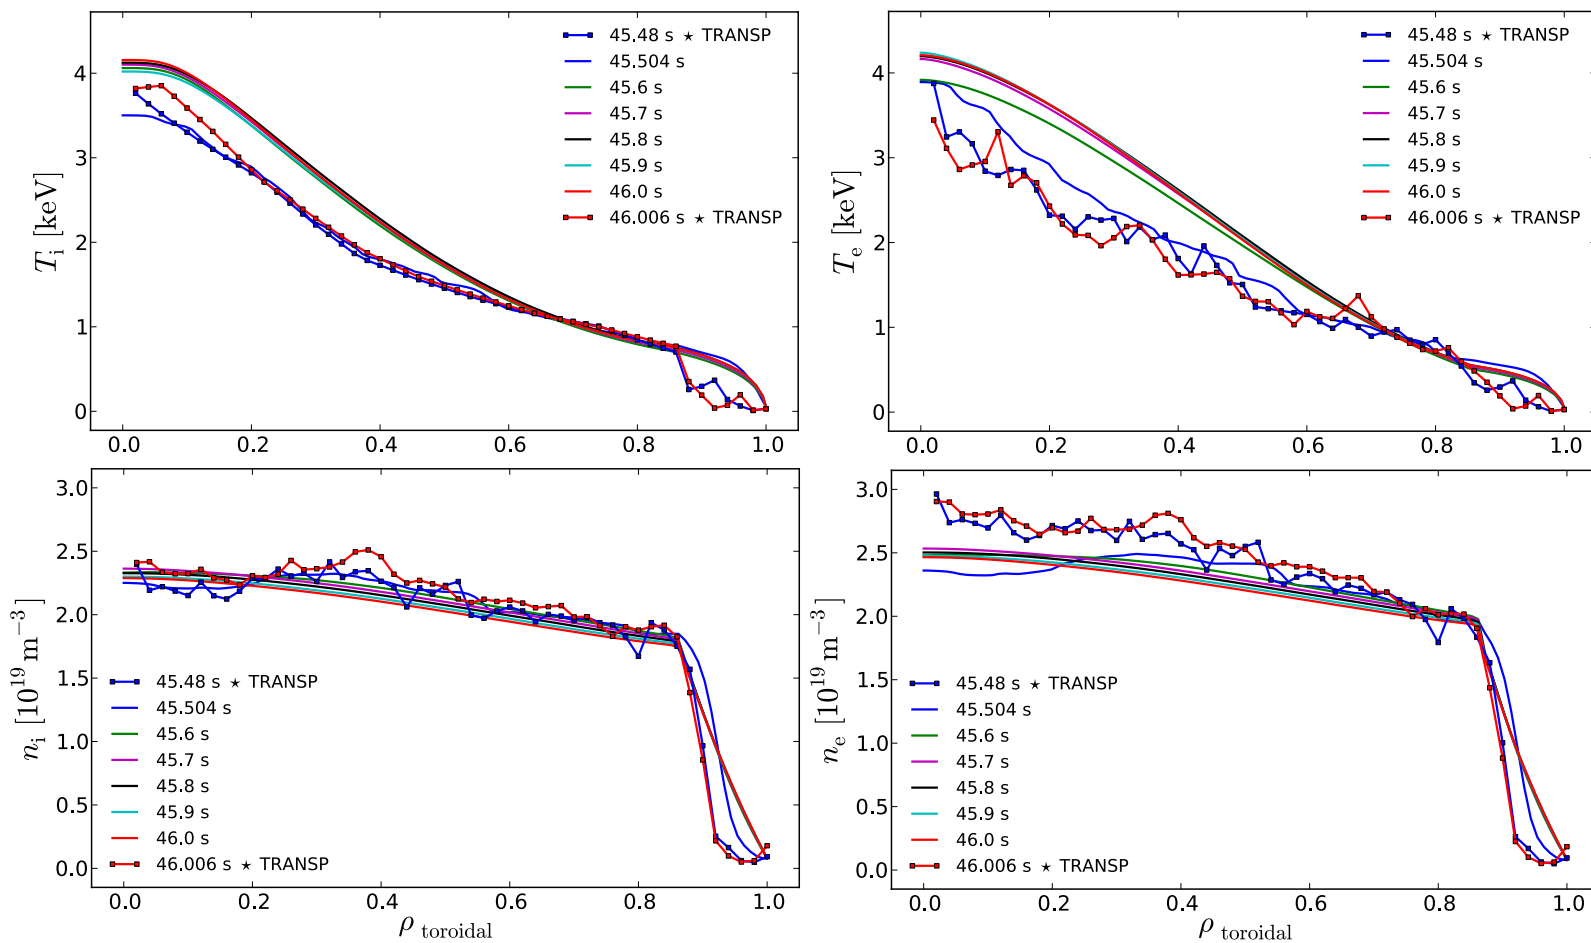 45.48 s ⋆ TRANSP
45.504 s
45.6 s
45.7 s
45.8 s
45.9 s
46.0 s
46.006 s ⋆ TRANSP
T_i [keV]
4
3
2
1
0
0.0 0.2 0.4 0.6 0.8 1.0
45.48 s ⋆ TRANSP
45.504 s
45.6 s
45.7 s
45.8 s
45.9 s
46.0 s
46.006 s ⋆ TRANSP
T_e [keV]
4
3
2
1
0
0.0 0.2 0.4 0.6 0.8 1.0
n_i [10^19 m^−3]
3.0
2.5
2.0
1.5
1.0
0.5
0.0
45.48 s ⋆ TRANSP
45.504 s
45.6 s
45.7 s
45.8 s
45.9 s
46.0 s
46.006 s ⋆ TRANSP
0.0 0.2 0.4 0.6 0.8 1.0
ρ toroidal
n_e [10^19 m^−3]
3.0
2.5
2.0
1.5
1.0
0.5
0.0
45.48 s ⋆ TRANSP
45.504 s
45.6 s
45.7 s
45.8 s
45.9 s
46.0 s
46.006 s ⋆ TRANSP
0.0 0.2 0.4 0.6 0.8 1.0
ρ toroidal